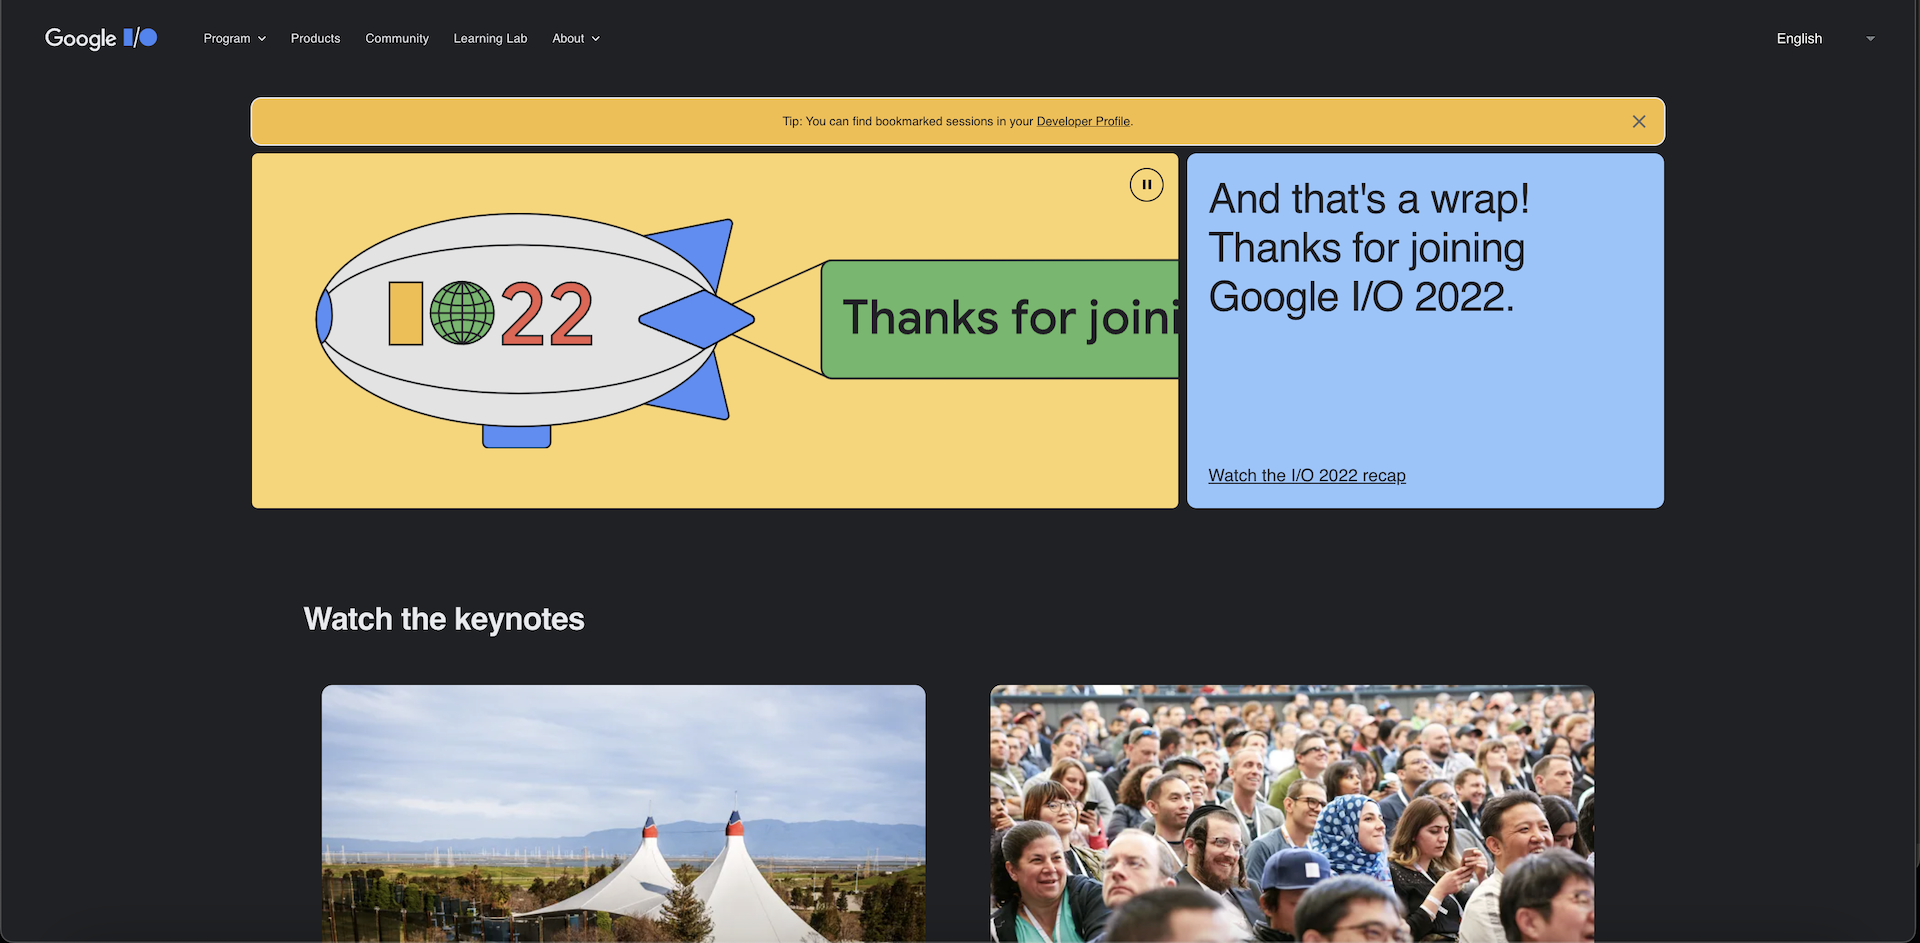 Google I/O
Program
Products
Community
Learning Lab
About
English
Tip: You can find bookmarked sessions in your Developer Profile.
22
Thanks for joini
And that's a wrap!
Thanks for joining
Google I/O 2022.
Watch the I/O 2022 recap
Watch the keynotes